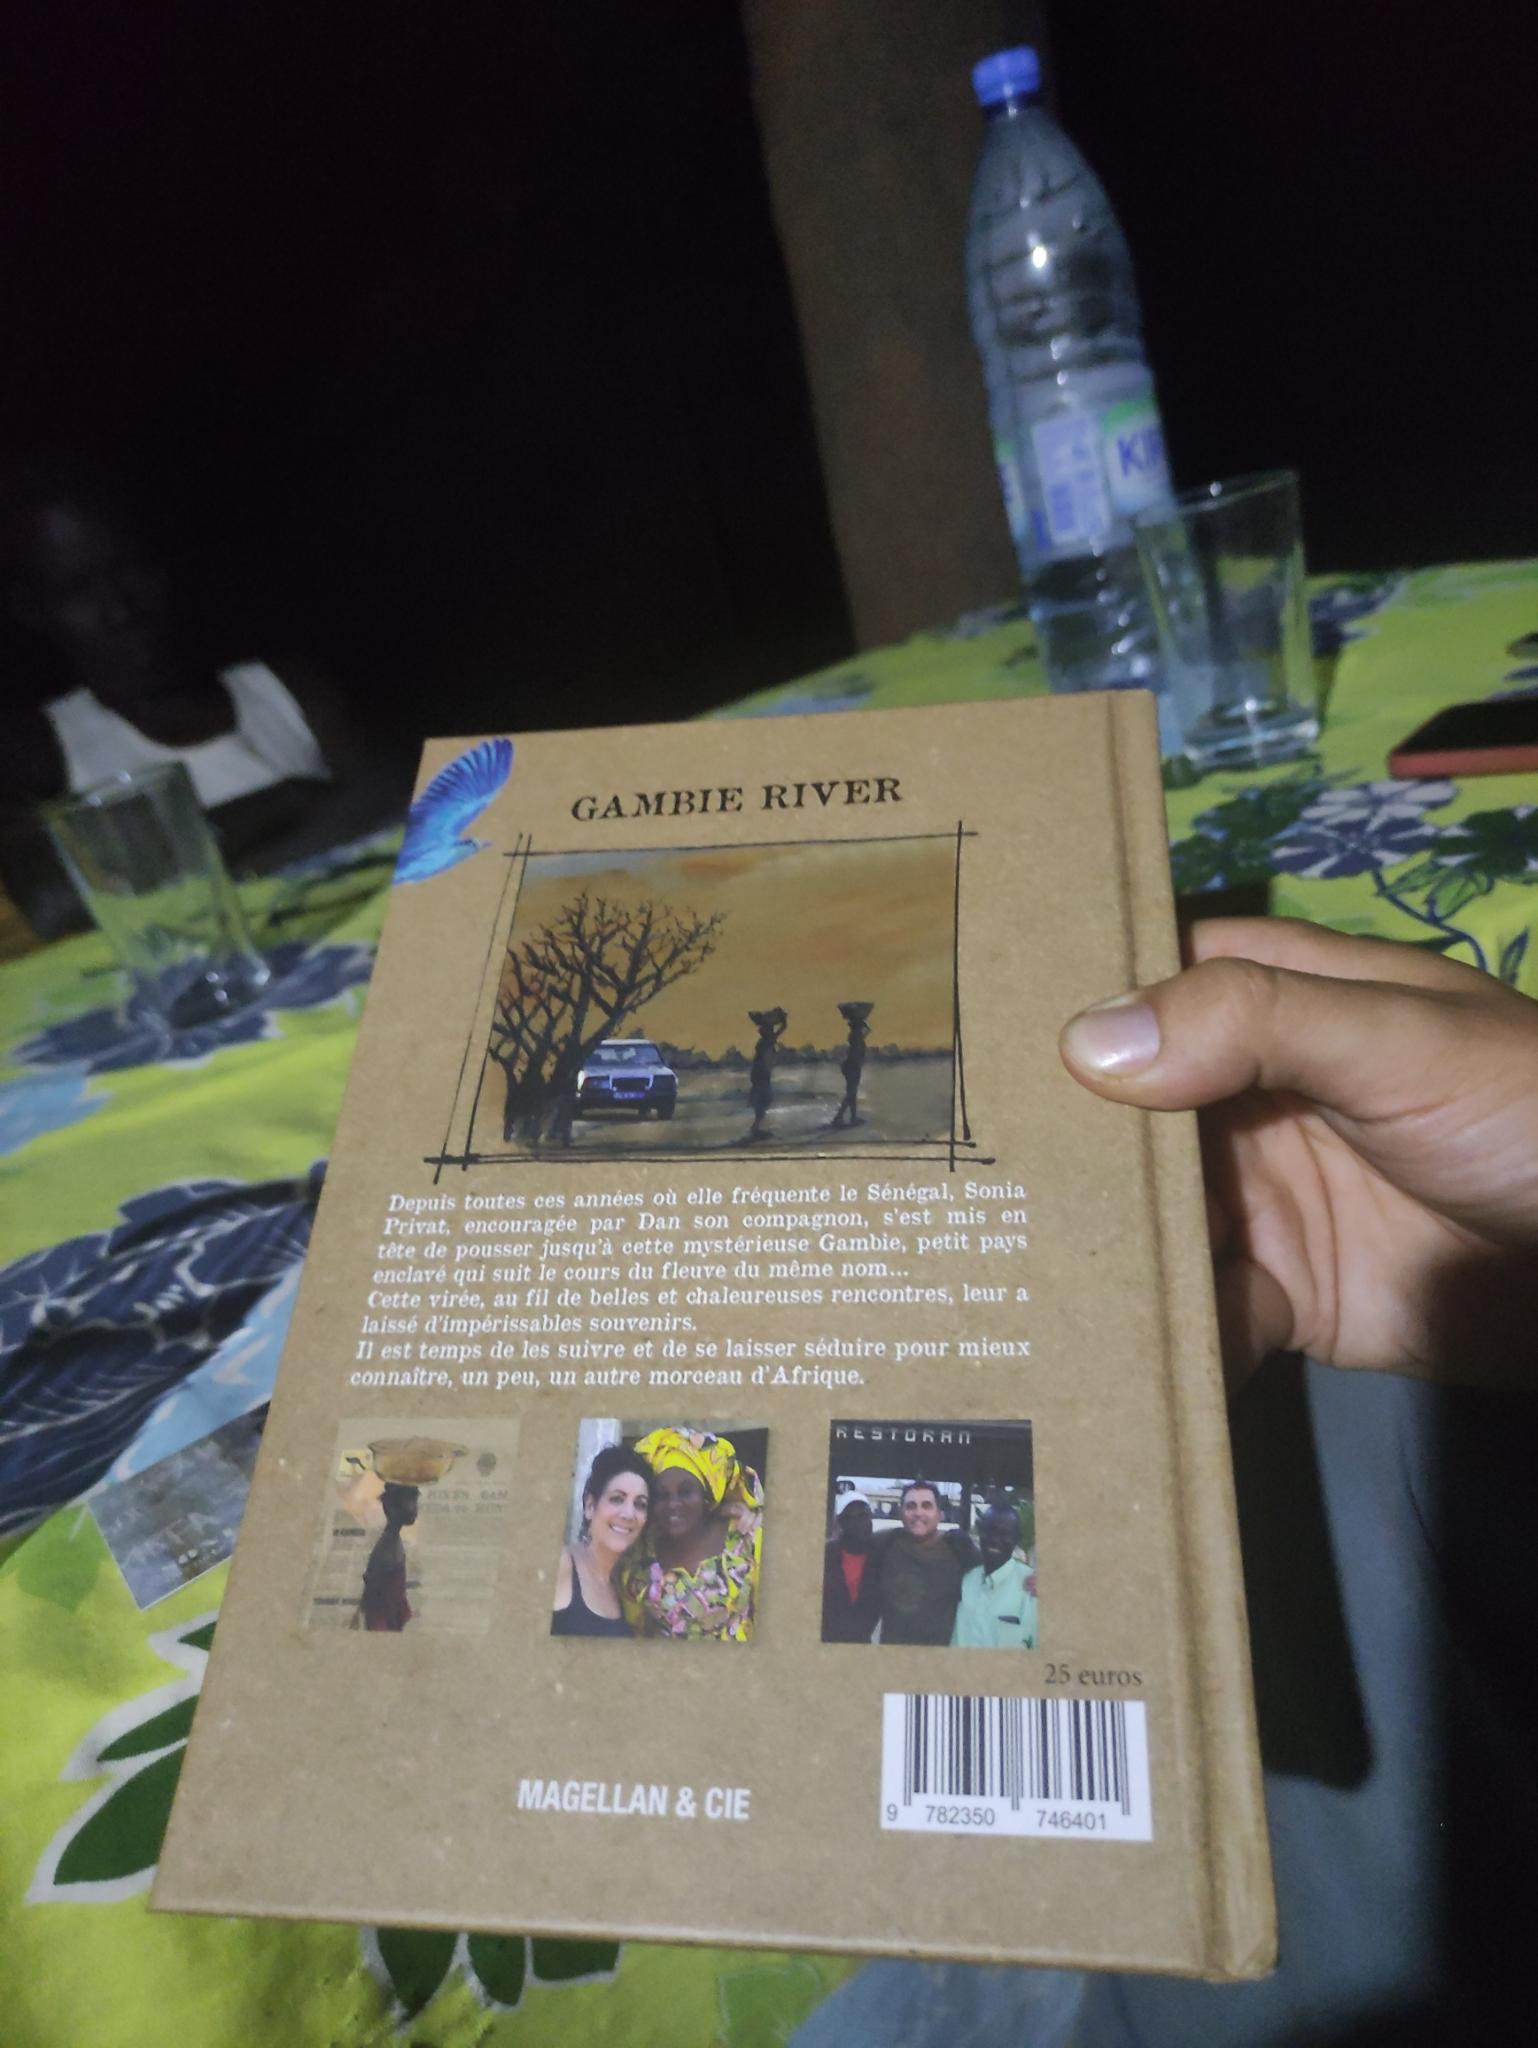 KIR
GAMBIE RIVER
Depuis toutes ces années où elle fréquente le Sénégal, Sonia
Privat, encouragée par Dan son compagnon, s'est mis en
tête de pousser jusqu'à cette mystérieuse Gambie, petit pays
enclavé qui suit le cours du fleuve du même nom...
Cette virée, au fil de belles et chaleureuses rencontres, leur a
laissé d'impérissables souvenirs.
Il est temps de les suivre et de se laisser séduire pour mieux
connaître, un peu, un autre morceau d'Afrique.
RESTORAN
25 euros
MAGELLAN & CIE
9 782350 746401